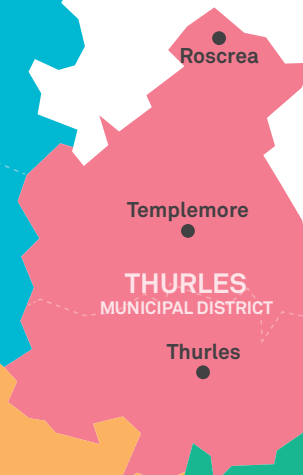 Roscrea
Templemore
THURLES
MUNICIPAL DISTRICT
Thurles